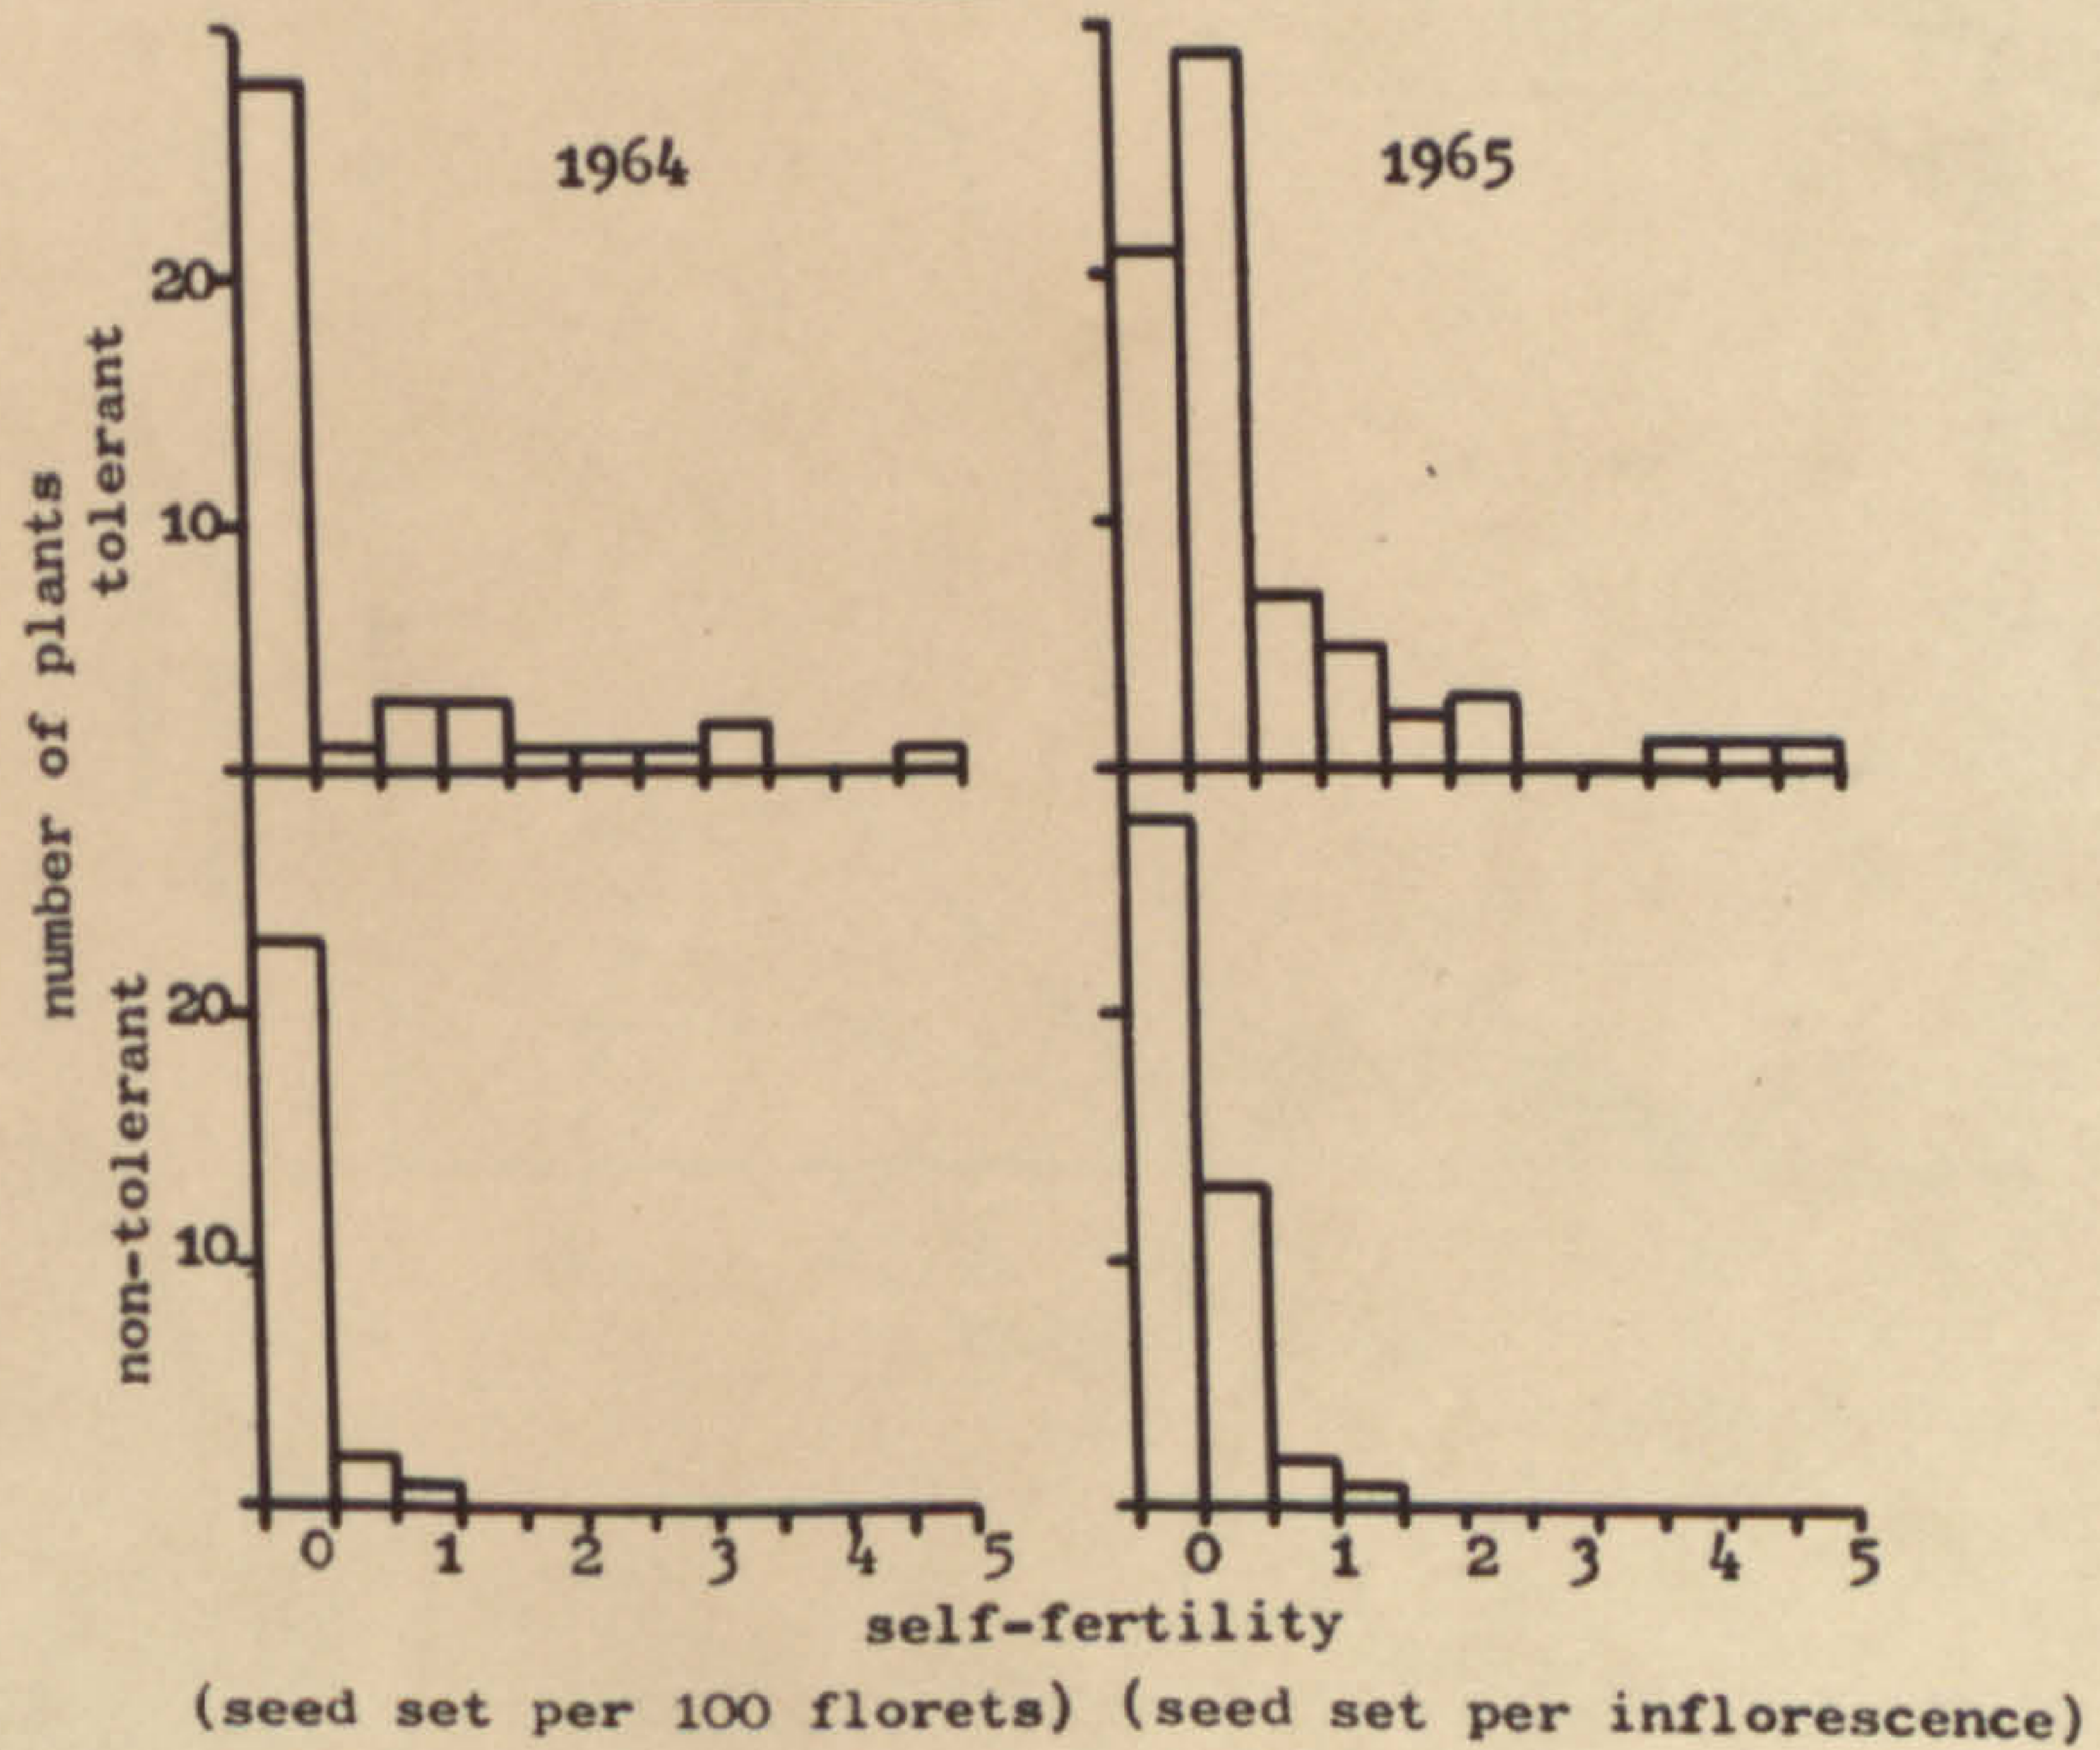 1964
1965
number of plants
tolerant
20
10
non-tolerant
20
10
0 1 2 3 4 5
0 1 2 3 4 5
self-fertility
(seed set per 100 florets) (seed set per inflorescence)